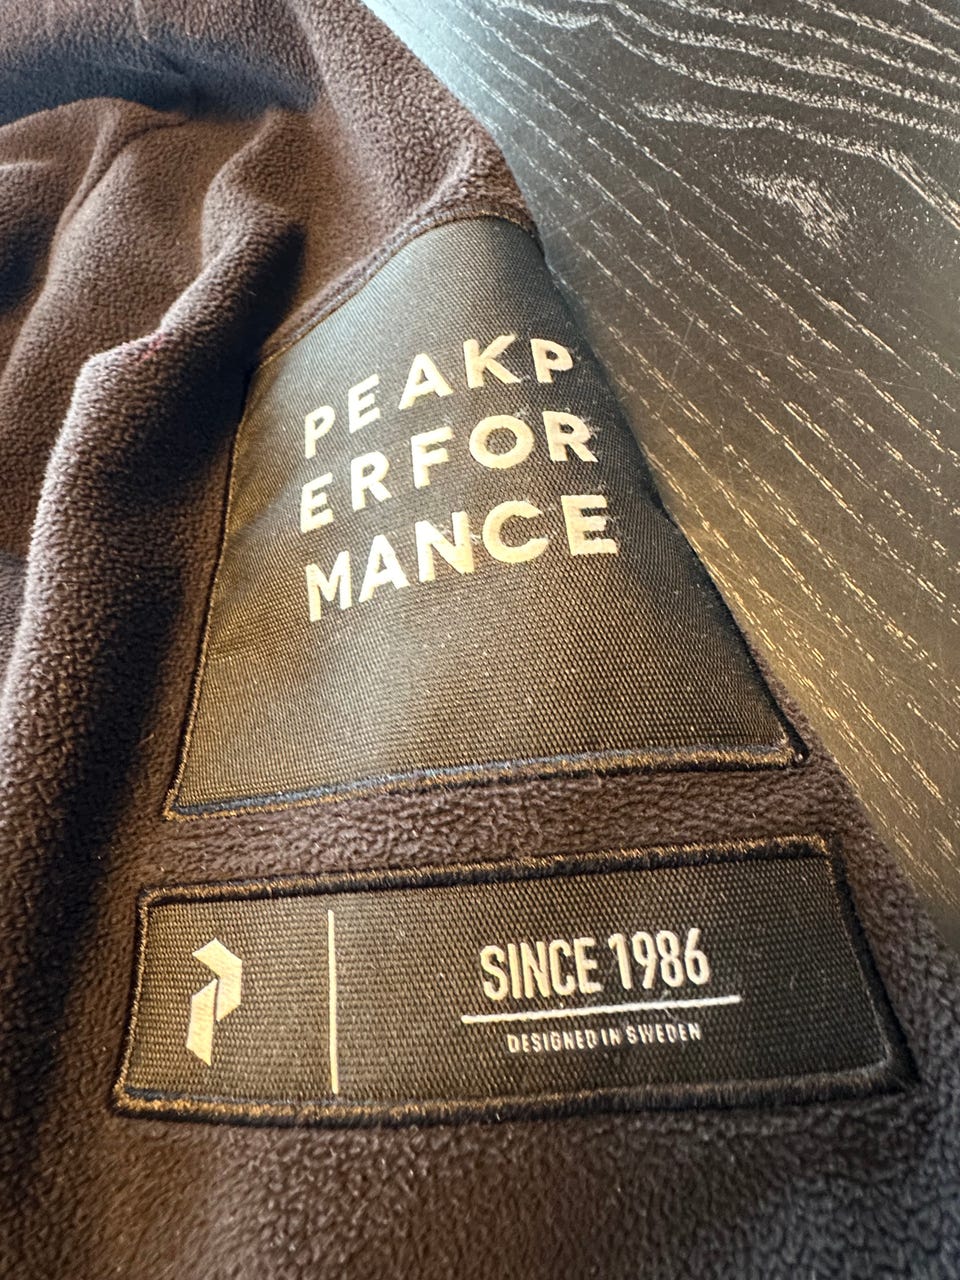 PEAKP
ERFOR
MANCE
SINCE 1986
DESIGNED IN SWEDEN